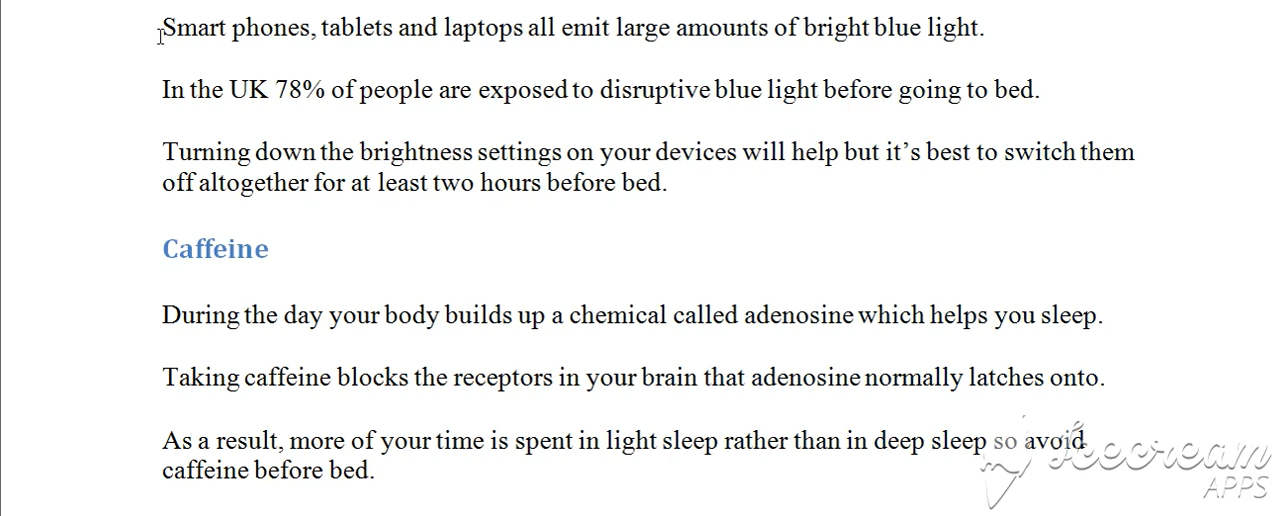 Smart phones, tablets and laptops all emit large amounts of bright blue light.
In the UK 78% of people are exposed to disruptive blue light before going to bed.
Turning down the brightness settings on your devices will help but it’s best to switch them
off altogether for at least two hours before bed.
Caffeine
During the day your body builds up a chemical called adenosine which helps you sleep.
Taking caffeine blocks the receptors in your brain that adenosine normally latches onto.
As a result, more of your time is spent in light sleep rather than in deep sleep so avoid
caffeine before bed.
Icecream
APPS